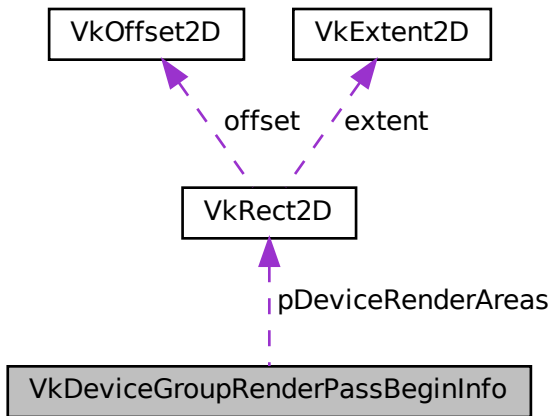 VkOffset2D
VkExtent2D
offset
extent
VkRect2D
pDeviceRenderAreas
VkDeviceGroupRenderPassBeginInfo